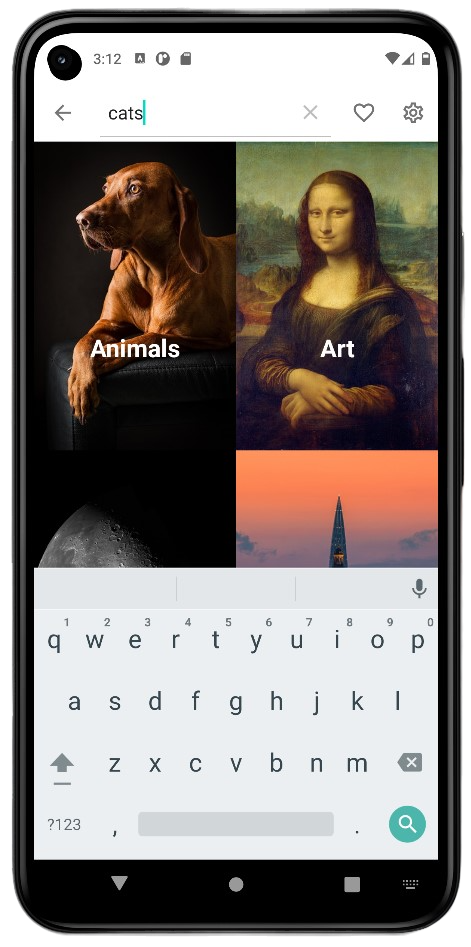 3:12
cats
Animals
Art
1 2 3 4 5 6 7 8 9 0
q w e r t y u i o p
a s d f g h j k l
z x c v b n m
?123 , .